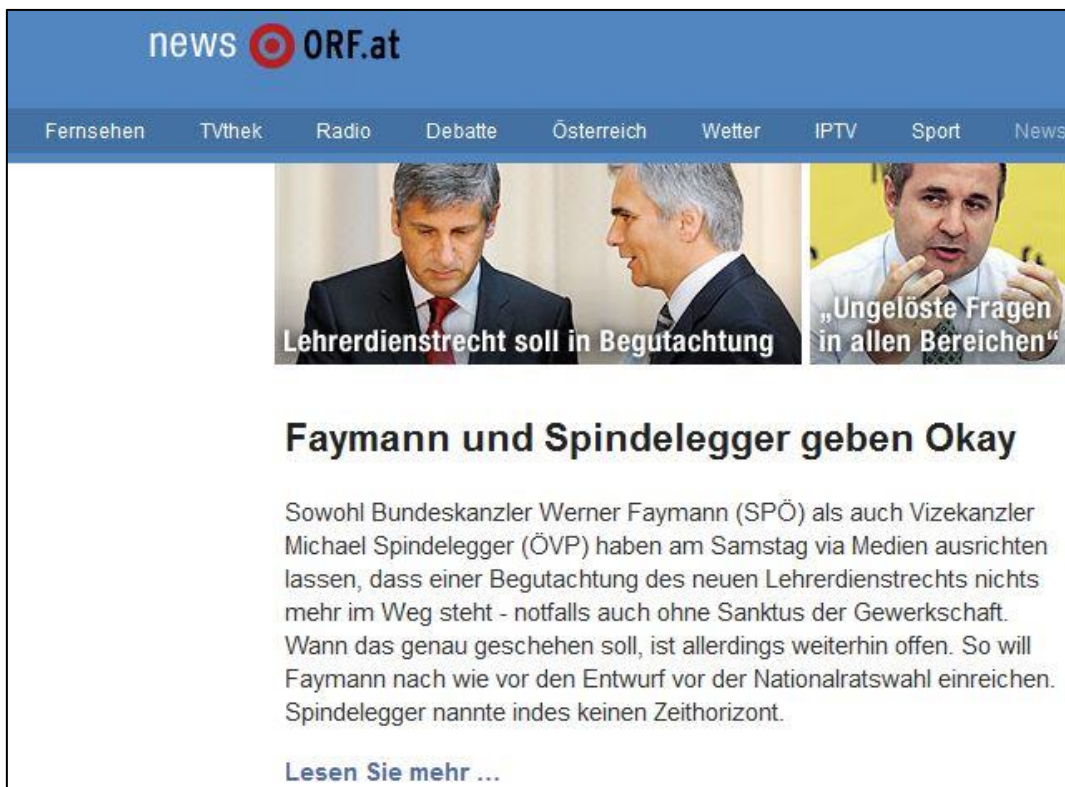 news ORF.at
Fernsehen TVthek Radio Debatte Österreich Wetter IPTV Sport News
Lehrerdienstrecht soll in Begutachtung
„Ungelöste Fragen
in allen Bereichen“
Faymann und Spindelegger geben Okay
Sowohl Bundeskanzler Werner Faymann (SPÖ) als auch Vizekanzler
Michael Spindelegger (ÖVP) haben am Samstag via Medien ausrichten
lassen, dass einer Begutachtung des neuen Lehrerdienstrechts nichts
mehr im Weg steht - notfalls auch ohne Sanktus der Gewerkschaft.
Wann das genau geschehen soll, ist allerdings weiterhin offen. So will
Faymann nach wie vor den Entwurf vor der Nationalratswahl einreichen.
Spindelegger nannte indes keinen Zeithorizont.
Lesen Sie mehr ...